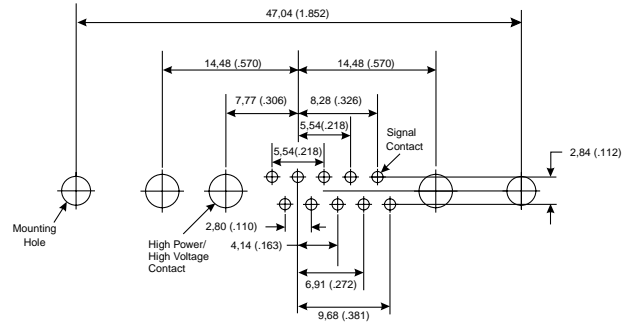 47,04 (1.852)
14,48 (.570)
14,48 (.570)
7,77 (.306)
8,28 (.326)
5,54(.218)
Signal
Contact
5,54(.218)
2,84 (.112)
Mounting
Hole
High Power/
High Voltage
Contact
2,80 (.110)
4,14 (.163)
6,91 (.272)
9,68 (.381)